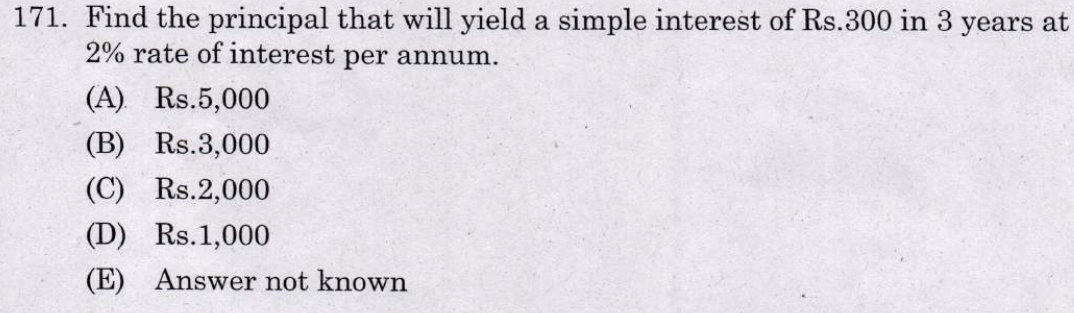 171. Find the principal that will yield a simple interest of Rs.300 in 3 years at
2% rate of interest per annum.
(A) Rs.5,000
(B) Rs.3,000
(C) Rs.2,000
(D) Rs.1,000
(E) Answer not known